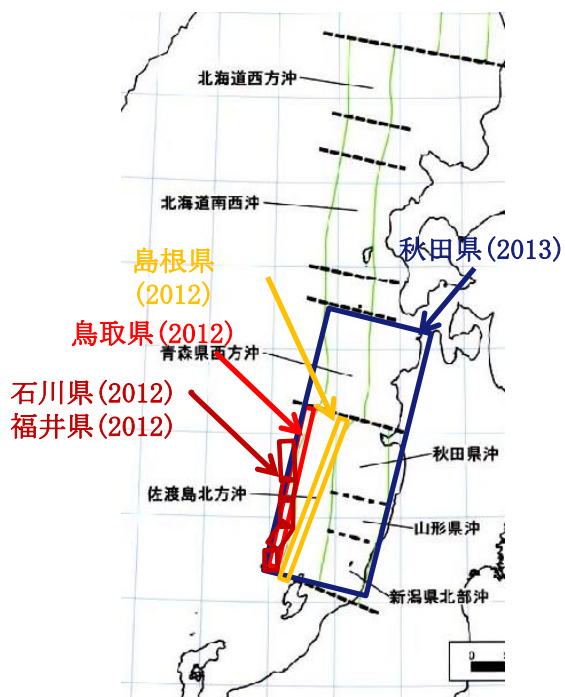 北海道西方沖
北海道南西沖
秋田県(2013)
島根県
(2012)
鳥取県(2012)
青森県西方沖
石川県(2012)
福井県(2012)
秋田県沖
佐渡島北方沖
山形県沖
新潟県北部沖
0